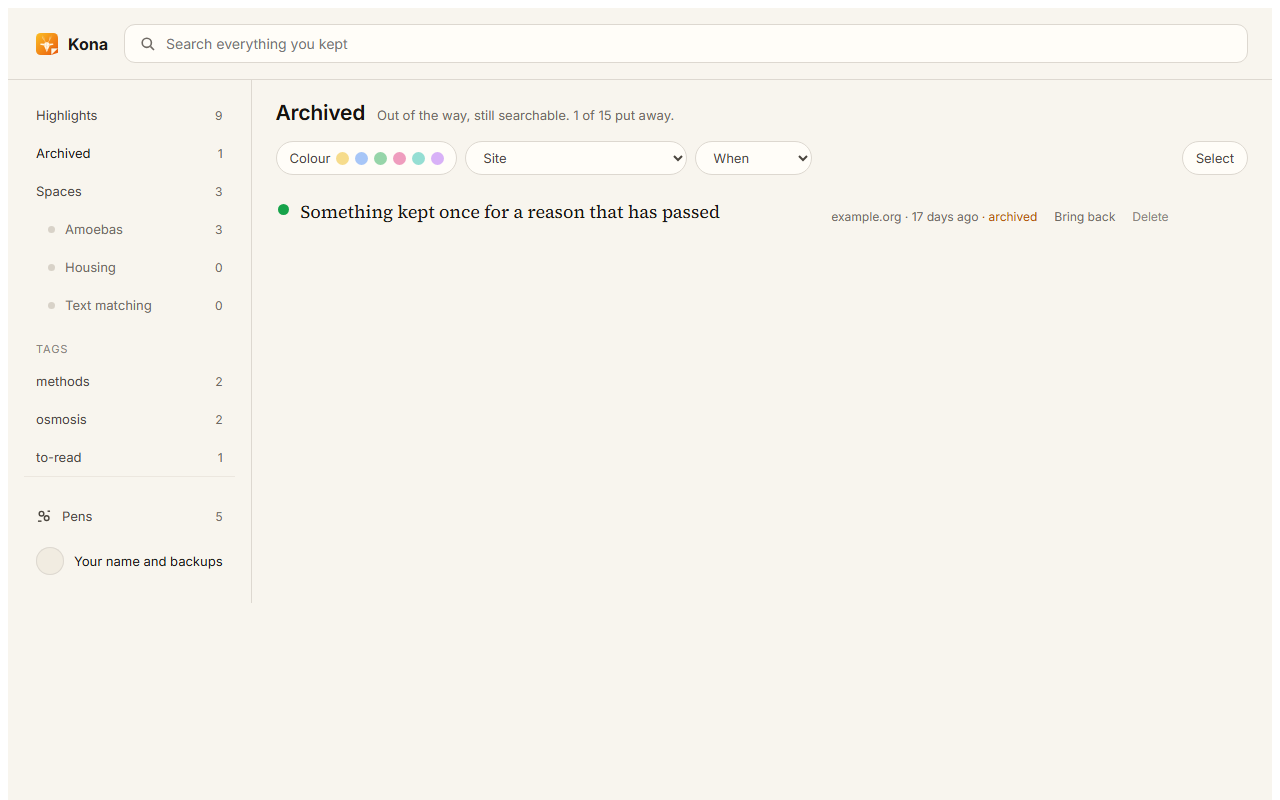 Kona
Search everything you kept
Highlights 9
Archived 1
Spaces 3
Amoebas 3
Housing 0
Text matching 0
TAGS
methods 2
osmosis 2
to-read 1
Pens 5
Your name and backups
Archived Out of the way, still searchable. 1 of 15 put away.
Colour Site When Select
Something kept once for a reason that has passed example.org · 17 days ago · archived Bring back Delete